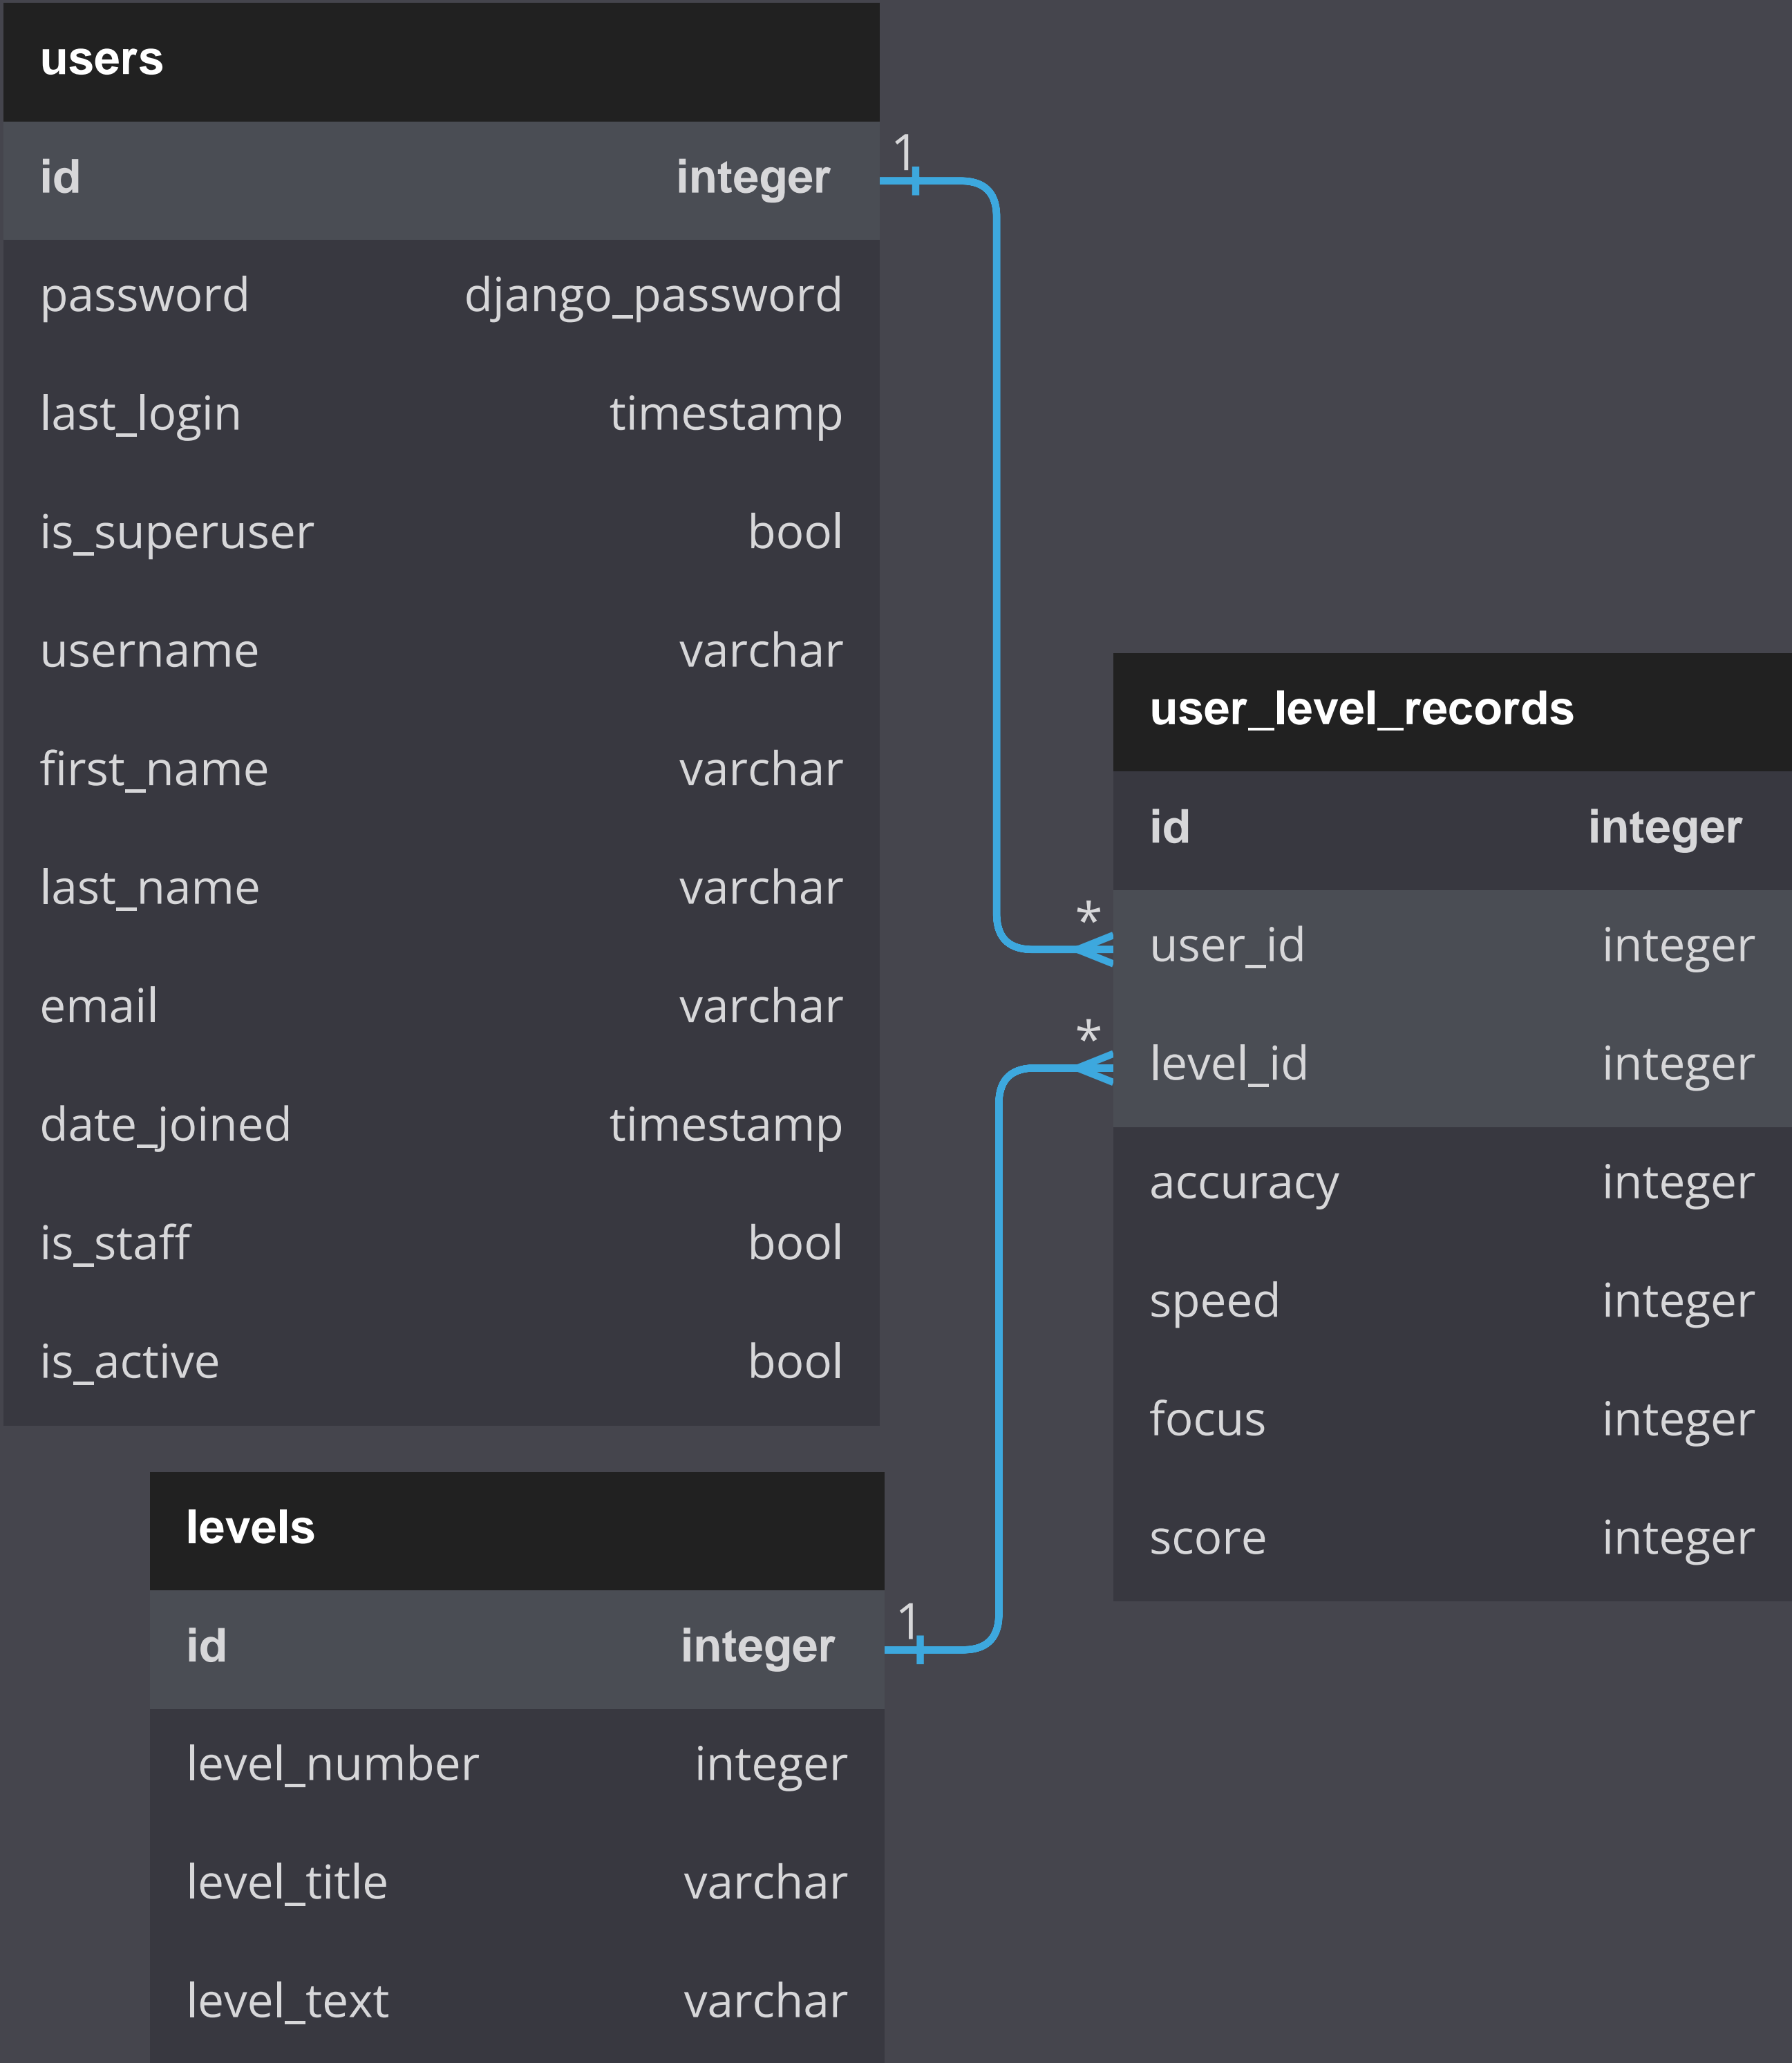 users
id integer
password django_password
last_login timestamp
is_superuser bool
username varchar
first_name varchar
last_name varchar
email varchar
date_joined timestamp
is_staff bool
is_active bool
1
*
*
1
user_level_records
id integer
user_id integer
level_id integer
accuracy integer
speed integer
focus integer
score integer
levels
id integer
level_number integer
level_title varchar
level_text varchar